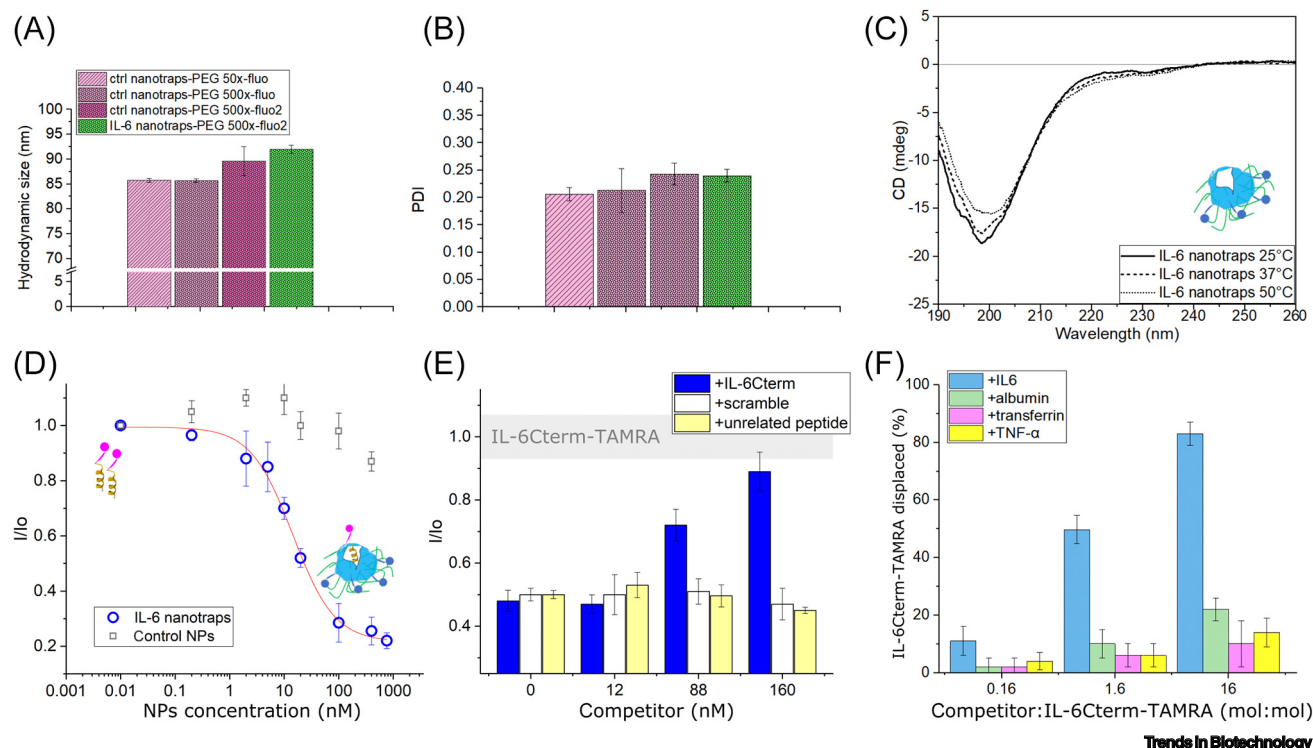 (A)
ctrl nanotraps-PEG 50x-fluo
ctrl nanotraps-PEG 500x-fluo
ctrl nanotraps-PEG 500x-fluo2
IL-6 nanotraps-PEG 500x-fluo2
Hydrodynamic size (nm)
100
95
90
85
80
75
70
5
0
(B)
PDI
0.40
0.35
0.30
0.25
0.20
0.15
0.10
0.05
0.00
(C)
CD (mdeg)
5
0
-5
-10
-15
-20
-25
IL-6 nanotraps 25°C
IL-6 nanotraps 37°C
IL-6 nanotraps 50°C
190 200 210 220 230 240 250 260
Wavelength (nm)
(D)
I/Io
1.0
0.8
0.6
0.4
0.2
IL-6 nanotraps
Control NPs
0.001 0.01 0.1 1 10 100 1000
NPs concentration (nM)
(E)
+IL-6Cterm
+scramble
+unrelated peptide
IL-6Cterm-TAMRA
I/Io
1.0
0.8
0.6
0.4
0 12 88 160
Competitor (nM)
(F)
+IL6
+albumin
+transferrin
+TNF-α
IL-6Cterm-TAMRA displaced (%)
100
80
60
40
20
0
0.16 1.6 16
Competitor:IL-6Cterm-TAMRA (mol:mol)
Trends in Biotechnology